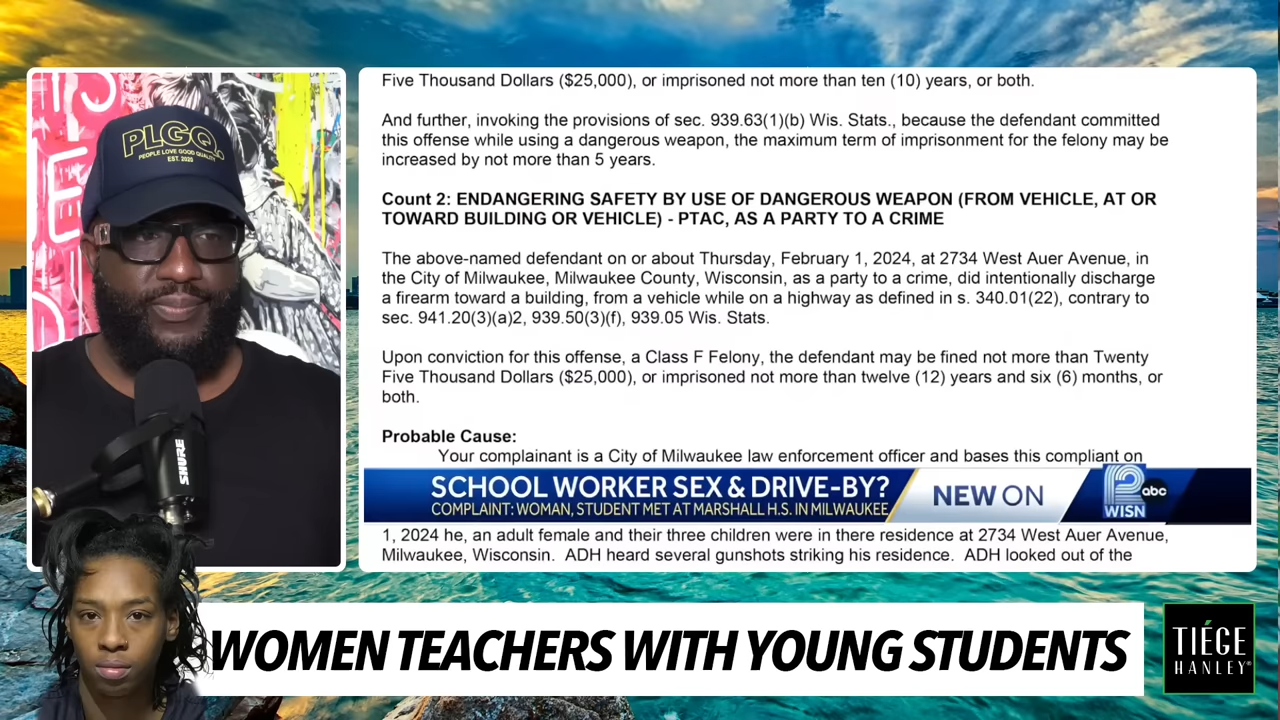 PLGQ.
PEOPLE LOVE GOOD QUALITY
EST. 2020
SHURE
Five Thousand Dollars ($25,000), or imprisoned not more than ten (10) years, or both.
And further, invoking the provisions of sec. 939.63(1)(b) Wis. Stats., because the defendant committed
this offense while using a dangerous weapon, the maximum term of imprisonment for the felony may be
increased by not more than 5 years.
Count 2: ENDANGERING SAFETY BY USE OF DANGEROUS WEAPON (FROM VEHICLE, AT OR
TOWARD BUILDING OR VEHICLE) - PTAC, AS A PARTY TO A CRIME
The above-named defendant on or about Thursday, February 1, 2024, at 2734 West Auer Avenue, in
the City of Milwaukee, Milwaukee County, Wisconsin, as a party to a crime, did intentionally discharge
a firearm toward a building, from a vehicle while on a highway as defined in s. 340.01(22), contrary to
sec. 941.20(3)(a)2, 939.50(3)(f), 939.05 Wis. Stats.
Upon conviction for this offense, a Class F Felony, the defendant may be fined not more than Twenty
Five Thousand Dollars ($25,000), or imprisoned not more than twelve (12) years and six (6) months, or
both.
Probable Cause:
Your complainant is a City of Milwaukee law enforcement officer and bases this compliant on
SCHOOL WORKER SEX & DRIVE-BY?
COMPLAINT: WOMAN, STUDENT MET AT MARSHALL H.S. IN MILWAUKEE
NEW ON
12 abc
WISN
1, 2024 he, an adult female and their three children were in there residence at 2734 West Auer Avenue,
Milwaukee, Wisconsin. ADH heard several gunshots striking his residence. ADH looked out of the
WOMEN TEACHERS WITH YOUNG STUDENTS
TIÉGE
HANLEY®